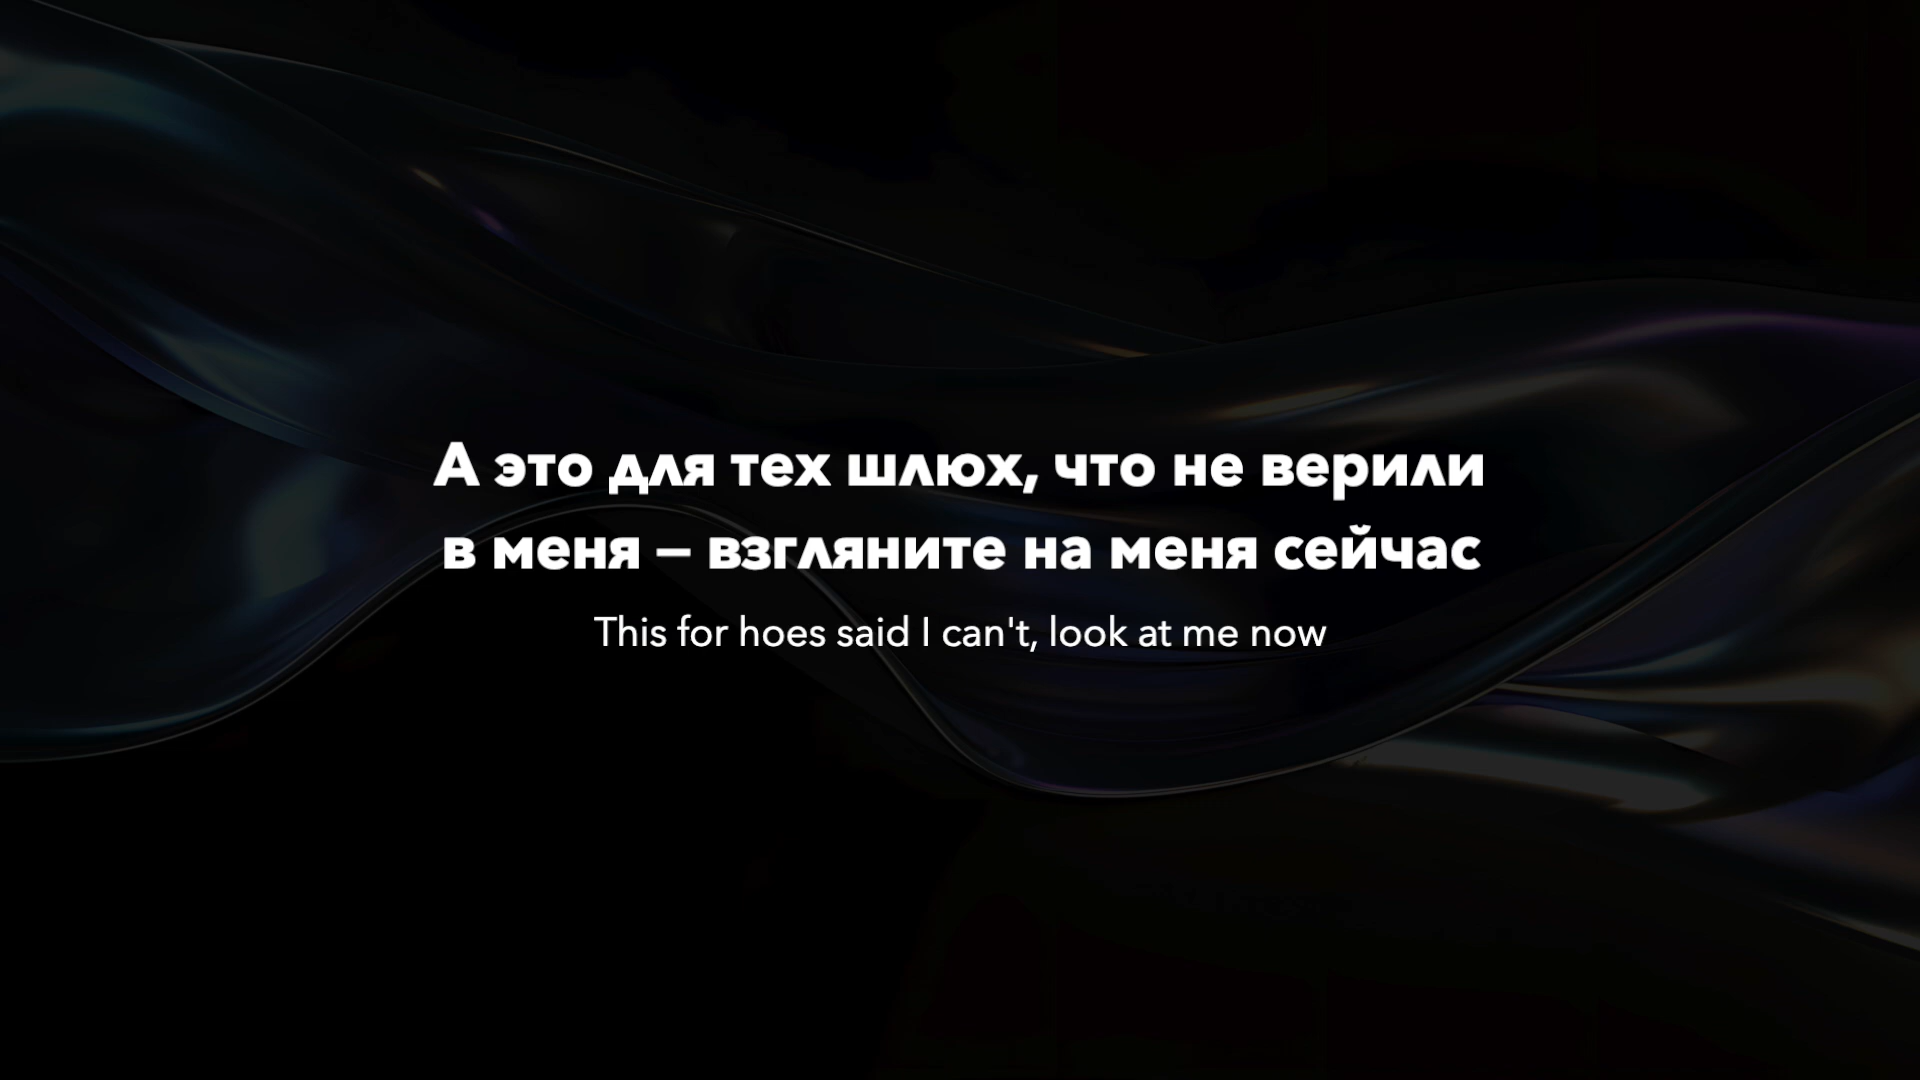 А это для тех шлюх, что не верили
в меня — взгляните на меня сейчас
This for hoes said I can't, look at me now